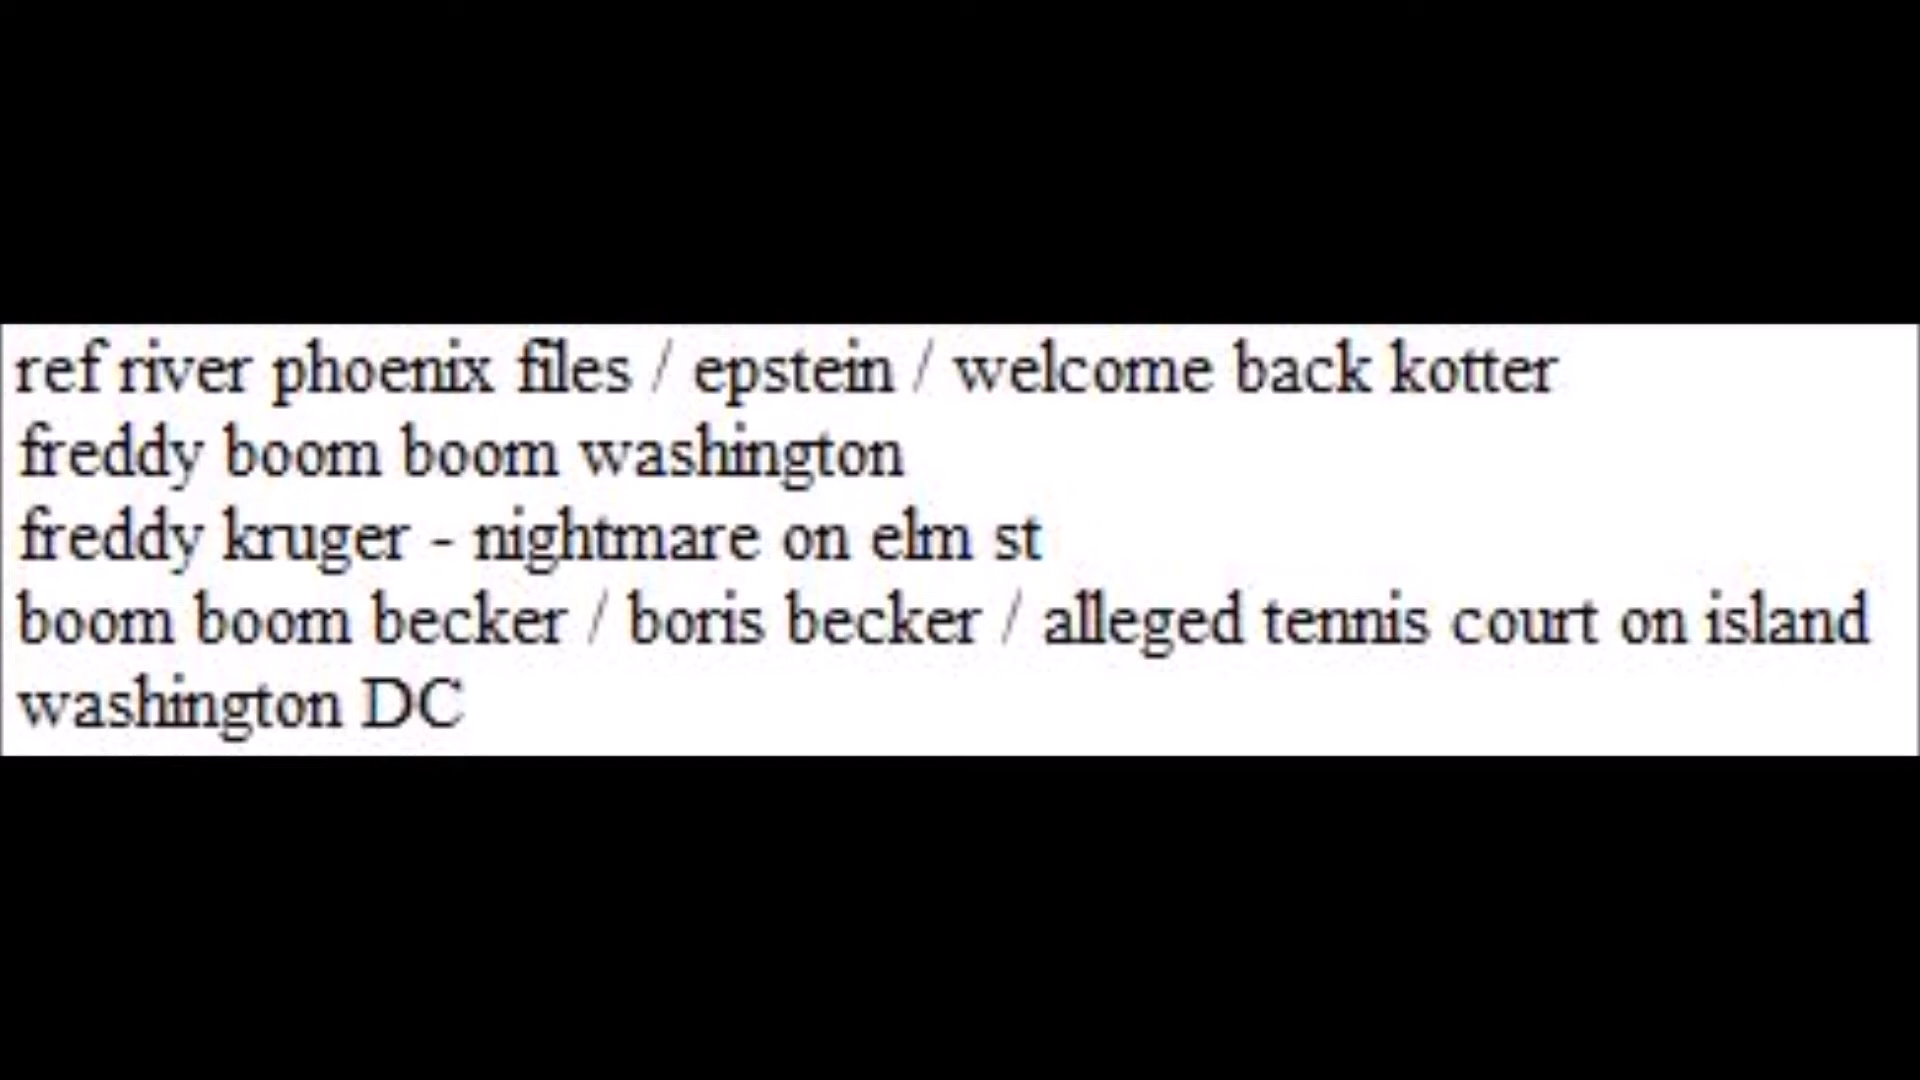 ref river phoenix files / epstein / welcome back kotter
freddy boom boom washington
freddy kruger - nightmare on elm st
boom boom becker / boris becker / alleged tennis court on island
washington DC